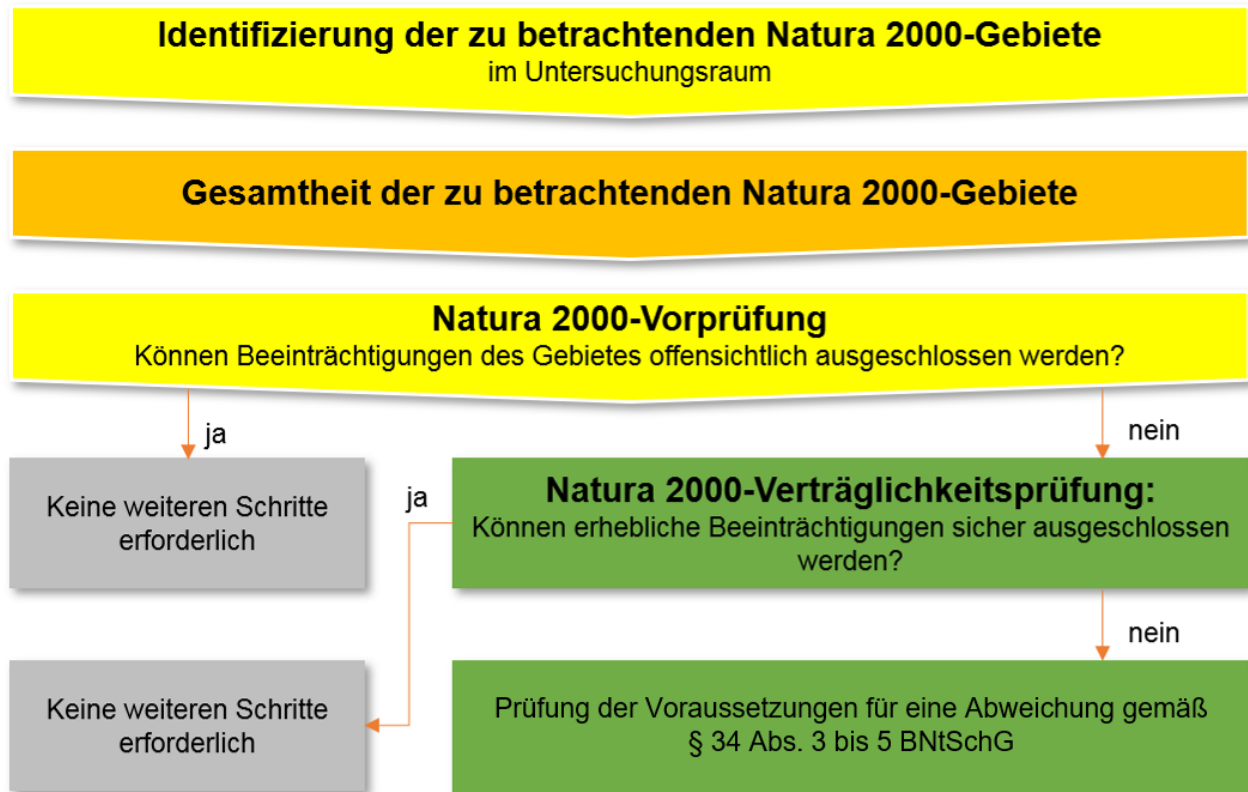 Identifizierung der zu betrachtenden Natura 2000-Gebiete
im Untersuchungsraum
Gesamtheit der zu betrachtenden Natura 2000-Gebiete
Natura 2000-Vorprüfung
Können Beeinträchtigungen des Gebietes offensichtlich ausgeschlossen werden?
ja
nein
Keine weiteren Schritte
erforderlich
ja
Natura 2000-Verträglichkeitsprüfung:
Können erhebliche Beeinträchtigungen sicher ausgeschlossen
werden?
nein
Keine weiteren Schritte
erforderlich
Prüfung der Voraussetzungen für eine Abweichung gemäß
§ 34 Abs. 3 bis 5 BNtSchG